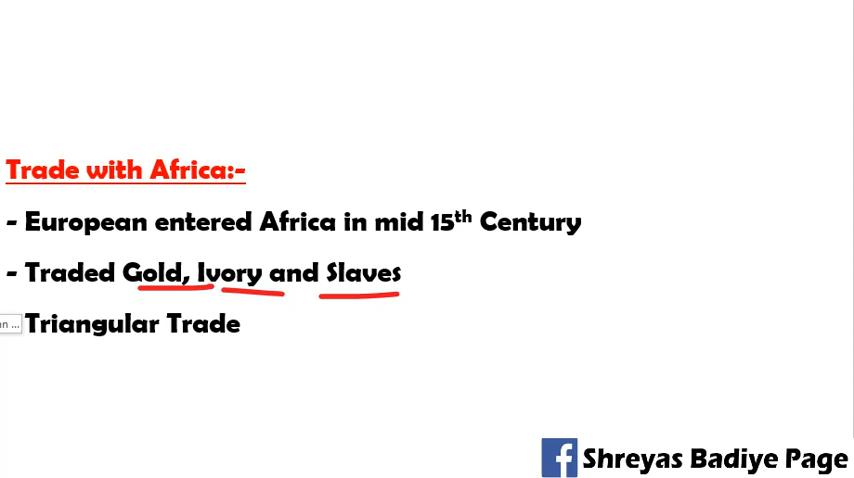 Trade with Africa:-
- European entered Africa in mid 15th Century
- Traded Gold, Ivory and Slaves
Triangular Trade
Shreyas Badiye Page